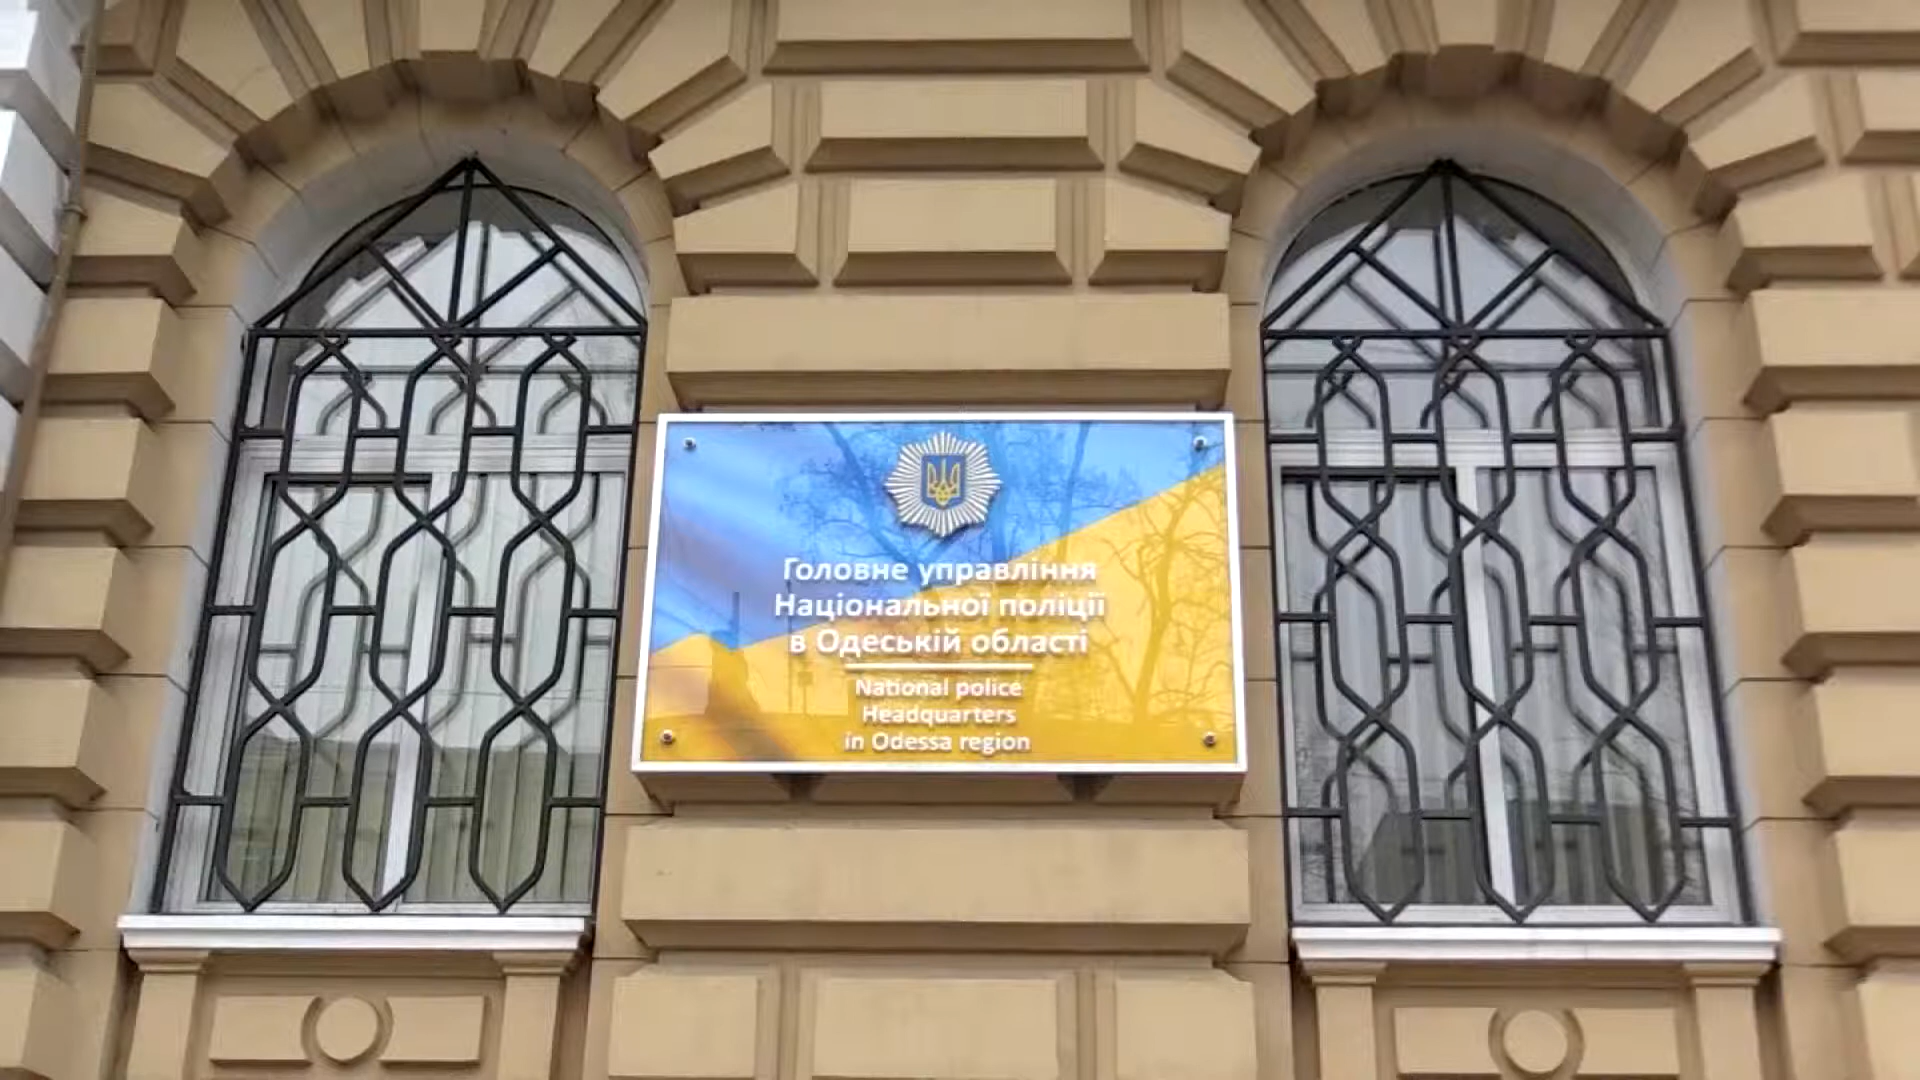 Головне управління
Національної поліції
в Одеській області
National police
Headquarters
in Odessa region